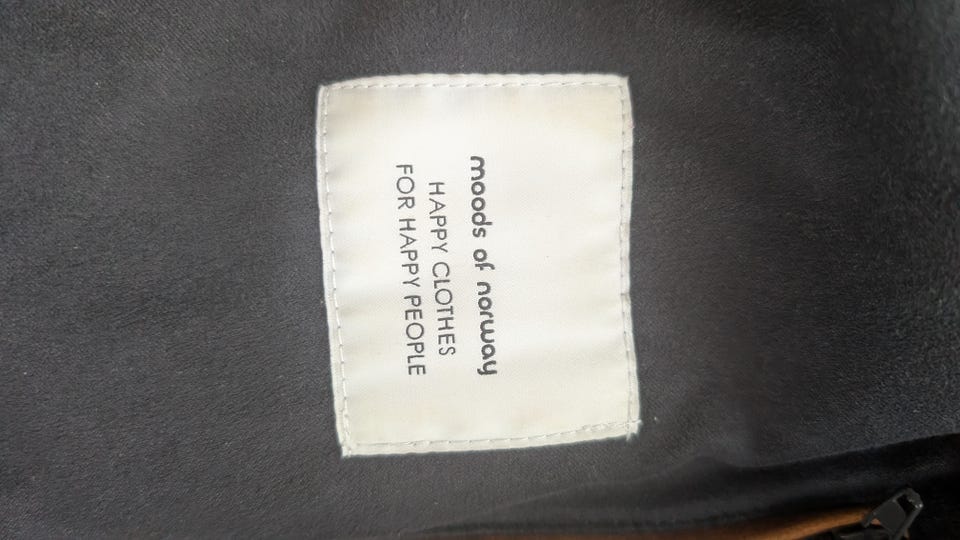 moods of norway
HAPPY CLOTHES
FOR HAPPY PEOPLE